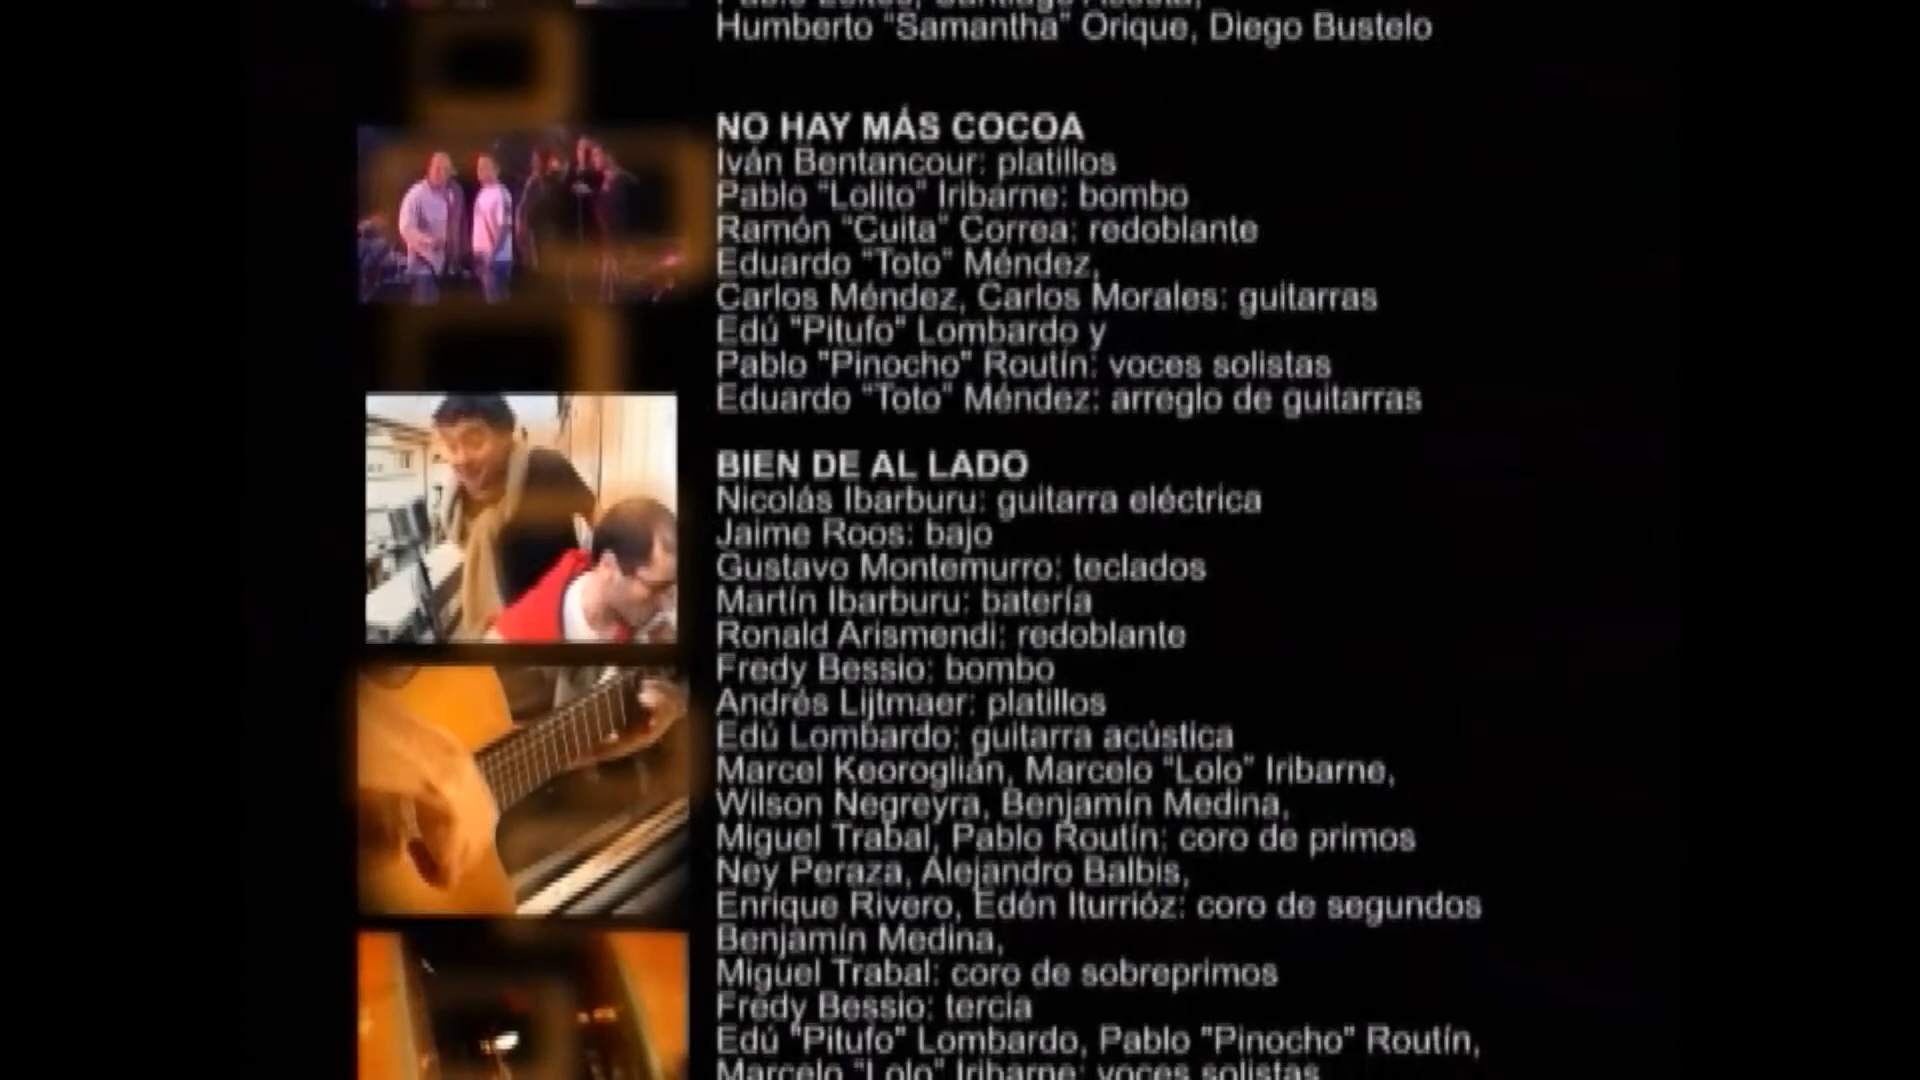 Humberto “Samantha” Orique, Diego Bustelo
NO HAY MÁS COCOA
Iván Bentancour: platillos
Pablo “Lolito” Iribarne: bombo
Ramón “Cuita” Correa: redoblante
Eduardo “Toto” Méndez,
Carlos Méndez, Carlos Morales: guitarras
Edú "Pitufo" Lombardo y
Pablo "Pinocho" Routín: voces solistas
Eduardo “Toto” Méndez: arreglo de guitarras
BIEN DE AL LADO
Nicolás Ibarburu: guitarra eléctrica
Jaime Roos: bajo
Gustavo Montemurro: teclados
Martín Ibarburu: batería
Ronald Arismendi: redoblante
Fredy Bessio: bombo
Andrés Lijtmaer: platillos
Edú Lombardo: guitarra acústica
Marcel Keoroglián, Marcelo “Lolo” Iribarne,
Wilson Negreyra, Benjamín Medina,
Miguel Trabal, Pablo Routín: coro de primos
Ney Peraza, Alejandro Balbis,
Enrique Rivero, Edén Iturrióz: coro de segundos
Benjamín Medina,
Miguel Trabal: coro de sobreprimos
Fredy Bessio: tercia
Edú "Pitufo" Lombardo, Pablo "Pinocho" Routín,
Marcelo “Lolo” Iribarne: voces solistas